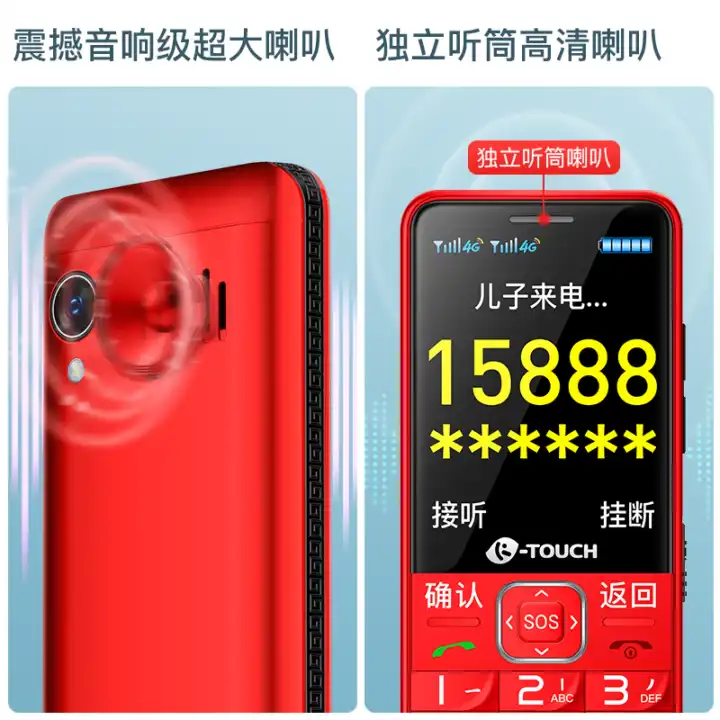 震撼音响级超大喇叭
独立听筒高清喇叭
独立听筒喇叭
4G 4G
儿子来电...
15888
******
接听 挂断
K-TOUCH
确认 SOS 返回
1 2 ABC 3 DEF